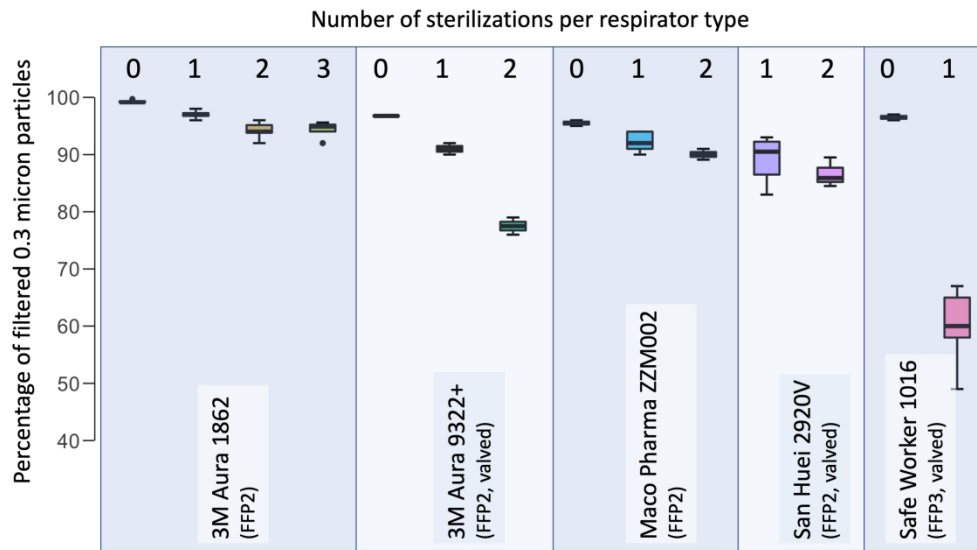 Number of sterilizations per respirator type
0 1 2 3 0 1 2 0 1 2 1 2 0 1
Percentage of filtered 0.3 micron particles
100
90
80
70
60
50
40
3M Aura 1862
(FFP2)
3M Aura 9322+
(FFP2, valved)
Maco Pharma ZZM002
(FFP2)
San Huei 2920V
(FFP2, valved)
Safe Worker 1016
(FFP3, valved)